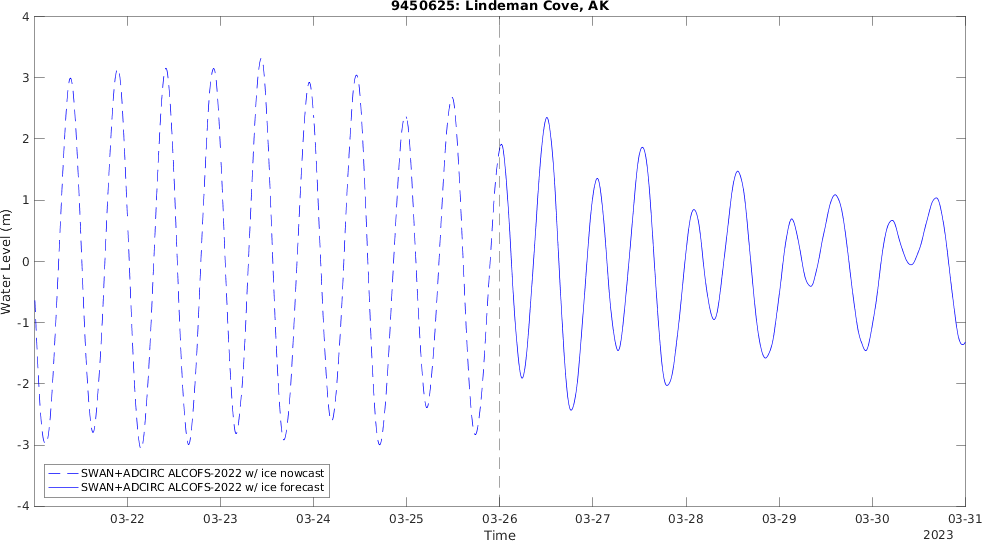 9450625: Lindeman Cove, AK
Water Level (m)
4
3
2
1
0
-1
-2
-3
-4
SWAN+ADCIRC ALCOFS-2022 w/ ice nowcast
SWAN+ADCIRC ALCOFS-2022 w/ ice forecast
03-22 03-23 03-24 03-25 03-26 03-27 03-28 03-29 03-30 03-31
Time
2023